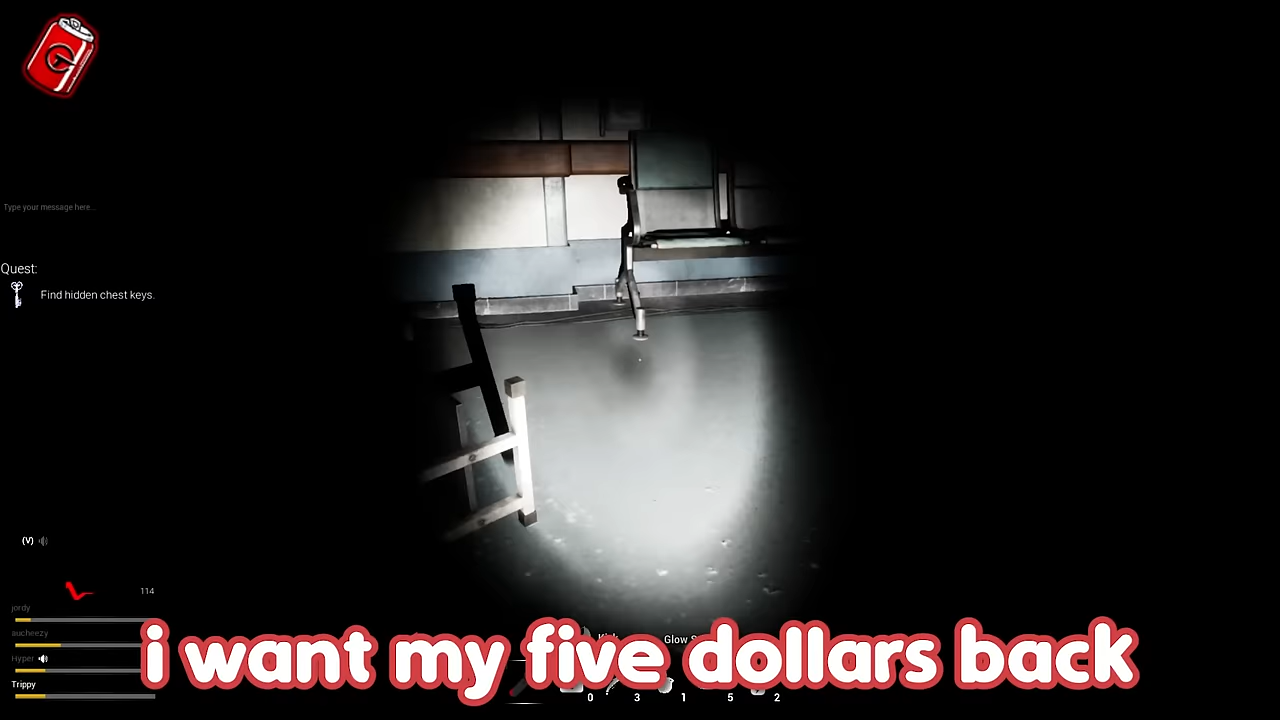 Type your message here...
Quest:
Find hidden chest keys.
(V)
114
jordy
aucheezy
Hyper
Trippy
Glow
i want my five dollars back
0 3 1 5 2